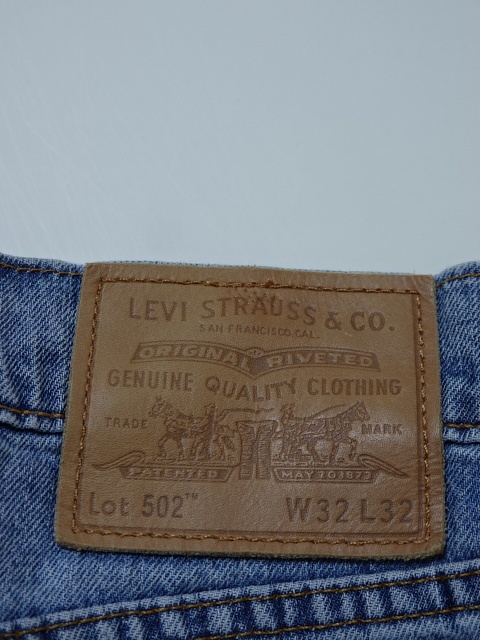 LEVI STRAUSS & CO.
SAN FRANCISCO, CAL.
ORIGINAL RIVETED
GENUINE QUALITY CLOTHING
TRADE MARK
PATENTED MAY 20 1873
Lot 502™ W32 L32